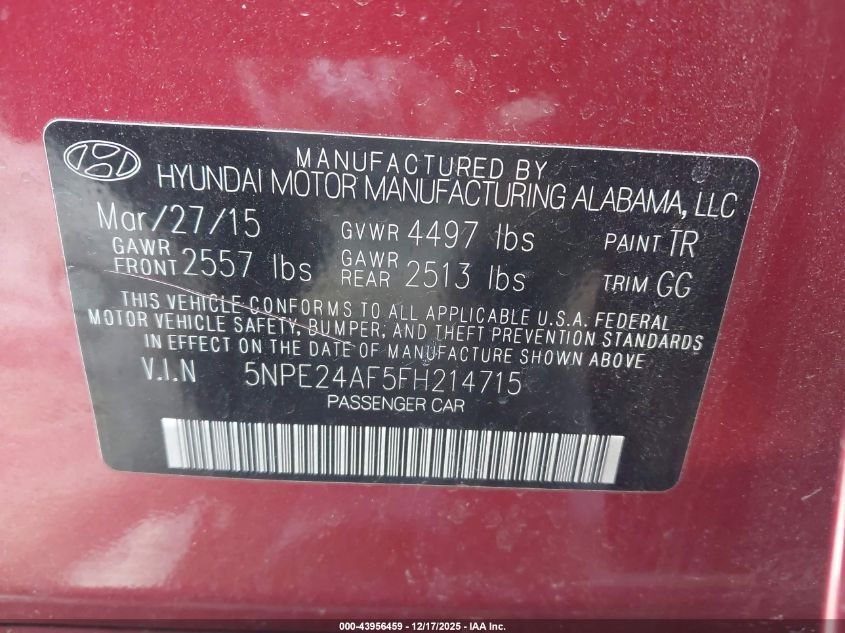 MANUFACTURED BY
HYUNDAI MOTOR MANUFACTURING ALABAMA, LLC
Mar/27/15 GVWR 4497 lbs PAINT TR
GAWR FRONT 2557 lbs GAWR REAR 2513 lbs TRIM GG
THIS VEHICLE CONFORMS TO ALL APPLICABLE U.S.A. FEDERAL
MOTOR VEHICLE SAFETY, BUMPER, AND THEFT PREVENTION STANDARDS
IN EFFECT ON THE DATE OF MANUFACTURE SHOWN ABOVE
V.I.N 5NPE24AF5FH214715
PASSENGER CAR
000-43956459 - 12/17/2025 - IAA Inc.